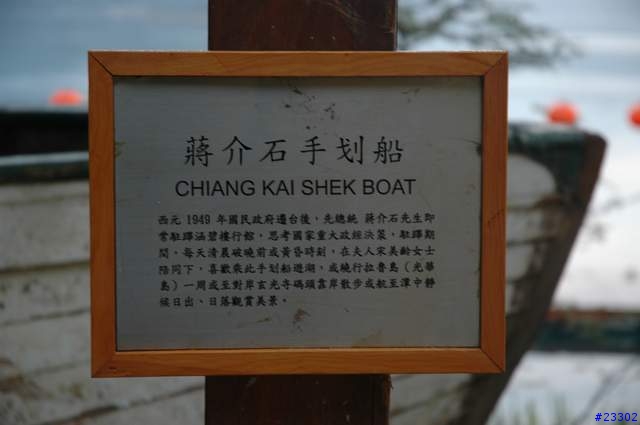 蔣介石手划船
CHIANG KAI SHEK BOAT
西元 1949 年國民政府遷台後，先總統 蔣介石先生即
常駐蹕涵碧樓行館，思考國家重大政經決策，駐蹕期
間，每天清晨破曉前或黃昏時刻，在夫人宋美齡女士
陪同下，喜歡乘此手划船遊湖，或繞行拉魯島（光華
島）一周或至對岸玄光寺碼頭靠岸散步或航至潭中靜
候日出、日落觀賞美景。
#23302